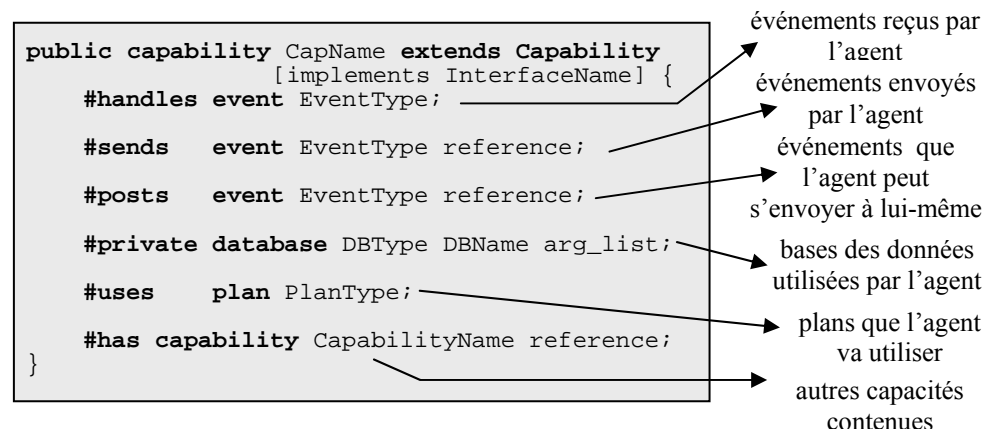 public capability CapName extends Capability
[implements InterfaceName] {
#handles event EventType;
#sends event EventType reference;
#posts event EventType reference;
#private database DBType DBName arg_list;
#uses plan PlanType;
#has capability CapabilityName reference;
}
événements reçus par
l’agent
événements envoyés
par l’agent
événements que
l’agent peut
s’envoyer à lui-même
bases des données
utilisées par l’agent
plans que l’agent
va utiliser
autres capacités
contenues